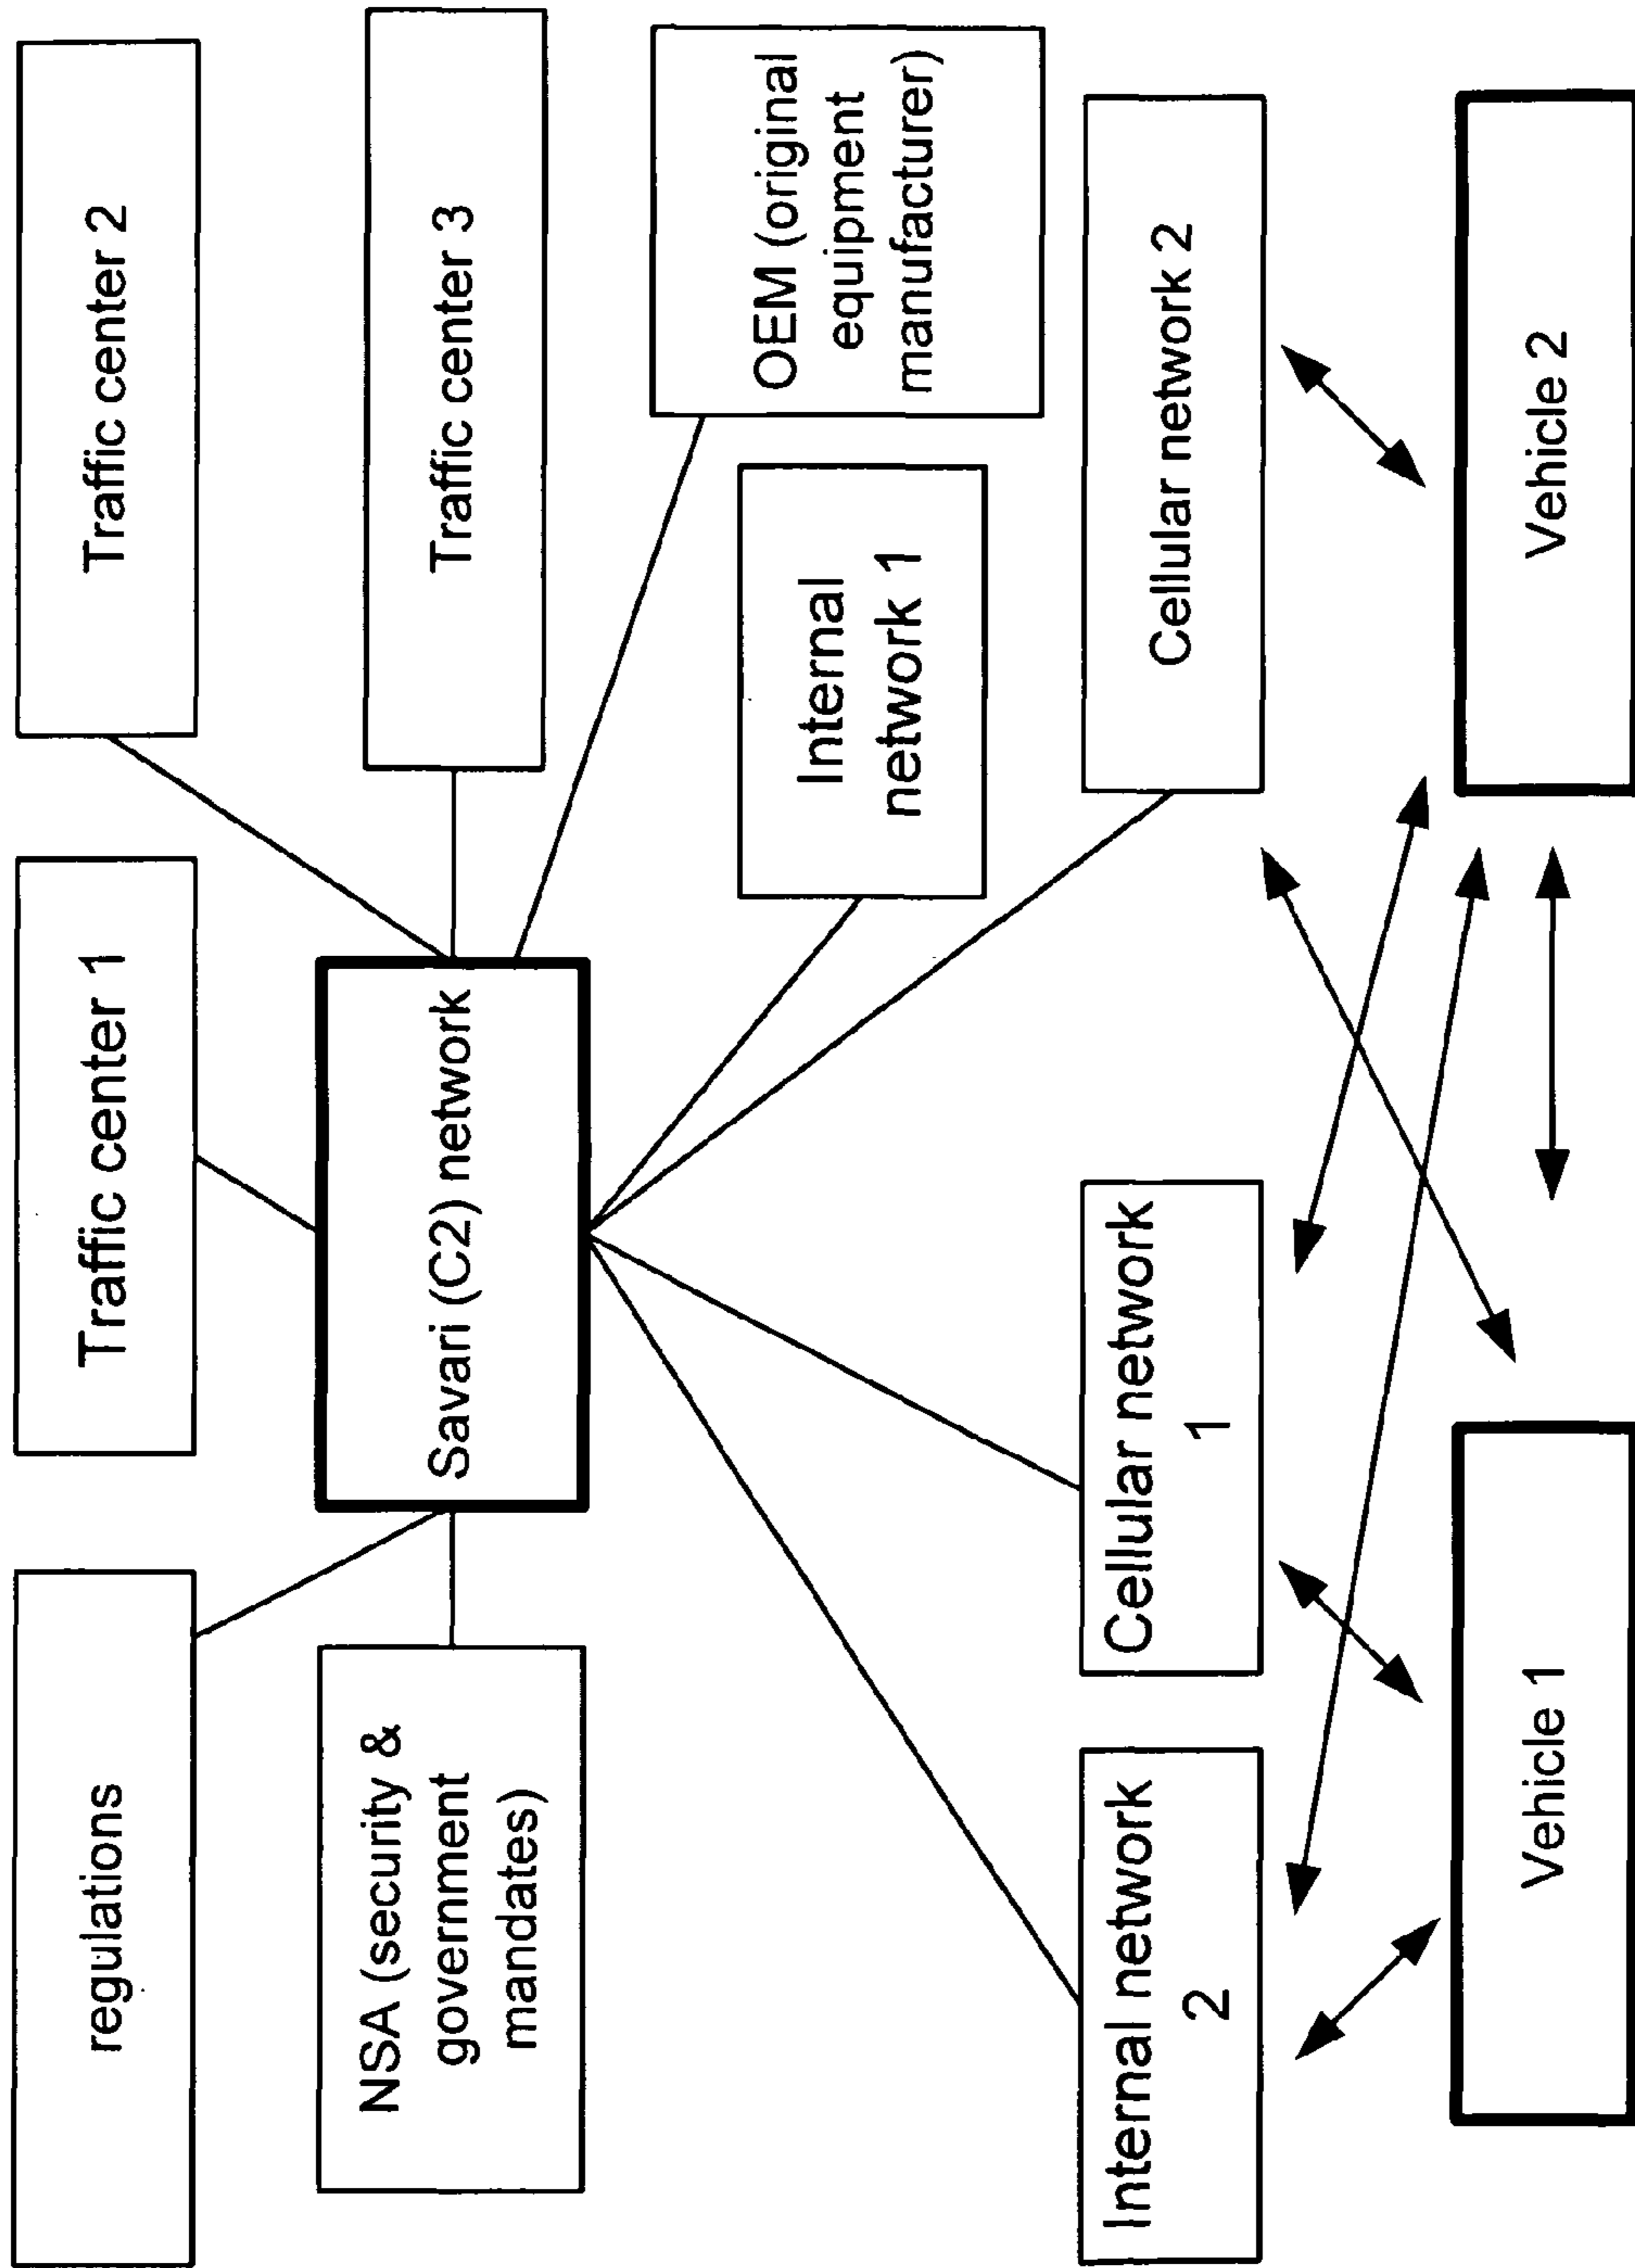 regulations
Traffic center 1
Traffic center 2
NSA (security &
government
mandates)
Savari (C2) network
Traffic center 3
OEM (original
equipment
manufacturer)
Internal
network 1
Internal network
2
Cellular network
1
Cellular network 2
Vehicle 1
Vehicle 2